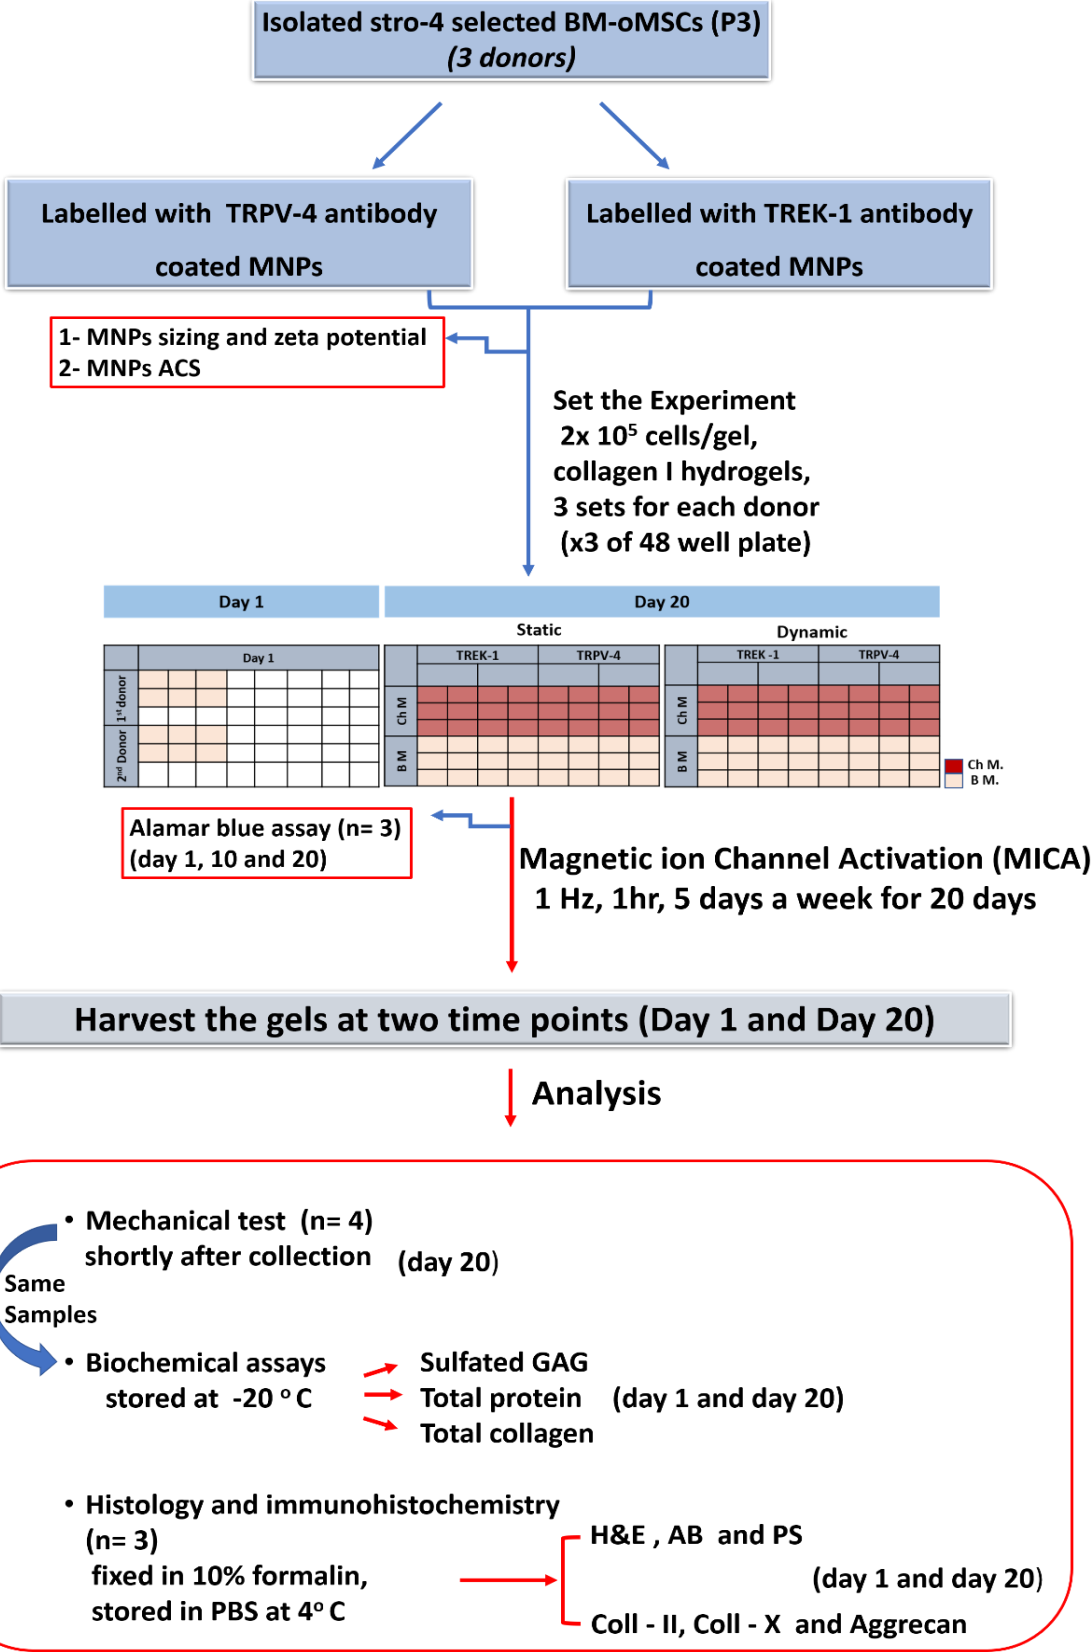 Isolated stro-4 selected BM-oMSCs (P3)
(3 donors)
Labelled with TRPV-4 antibody
coated MNPs
Labelled with TREK-1 antibody
coated MNPs
1- MNPs sizing and zeta potential
2- MNPs ACS
Set the Experiment
2x 10⁵ cells/gel,
collagen I hydrogels,
3 sets for each donor
(x3 of 48 well plate)
Day 1
Day 20
Static
Dynamic
Day 1
1st donor
2nd Donor
TREK-1
TRPV-4
Ch M
B M
TREK -1
TRPV-4
Ch M
B M
Ch M.
B M.
Alamar blue assay (n= 3)
(day 1, 10 and 20)
Magnetic ion Channel Activation (MICA)
1 Hz, 1hr, 5 days a week for 20 days
Harvest the gels at two time points (Day 1 and Day 20)
Analysis
• Mechanical test (n= 4)
shortly after collection (day 20)
Same
Samples
• Biochemical assays
stored at -20 ᵒ C
Sulfated GAG
Total protein (day 1 and day 20)
Total collagen
• Histology and immunohistochemistry
(n= 3)
fixed in 10% formalin,
stored in PBS at 4ᵒ C
H&E , AB and PS
(day 1 and day 20)
Coll - II, Coll - X and Aggrecan